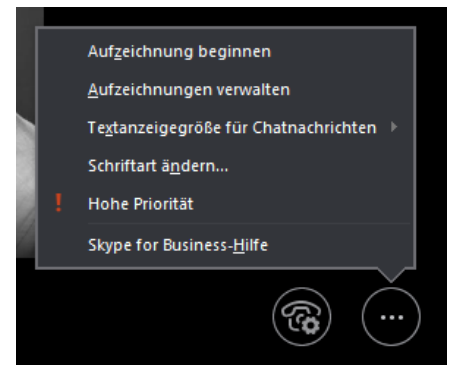 Aufzeichnung beginnen
Aufzeichnungen verwalten
Textanzeigegröße für Chatnachrichten
Schriftart ändern...
! Hohe Priorität
Skype for Business-Hilfe